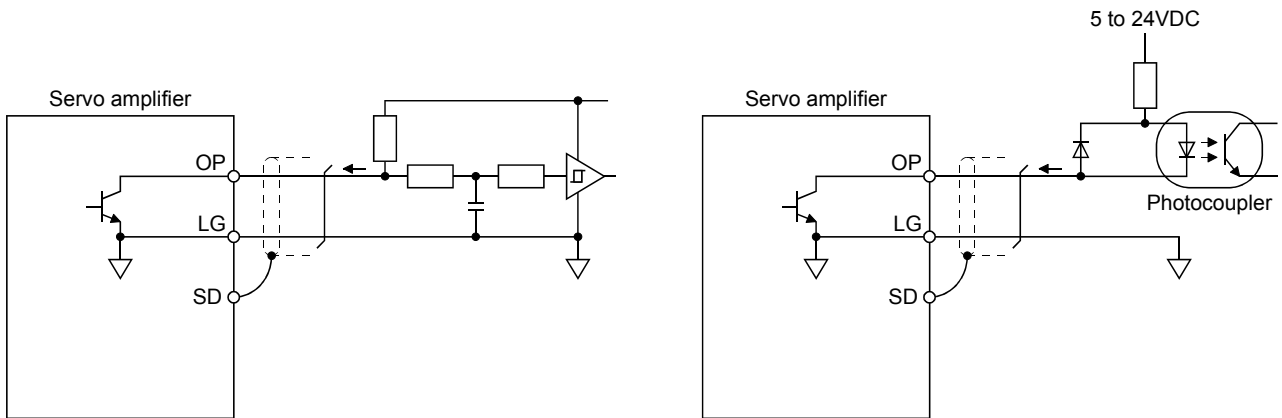 Servo amplifier
OP
LG
SD
5 to 24VDC
Servo amplifier
OP
LG
SD
Photocoupler